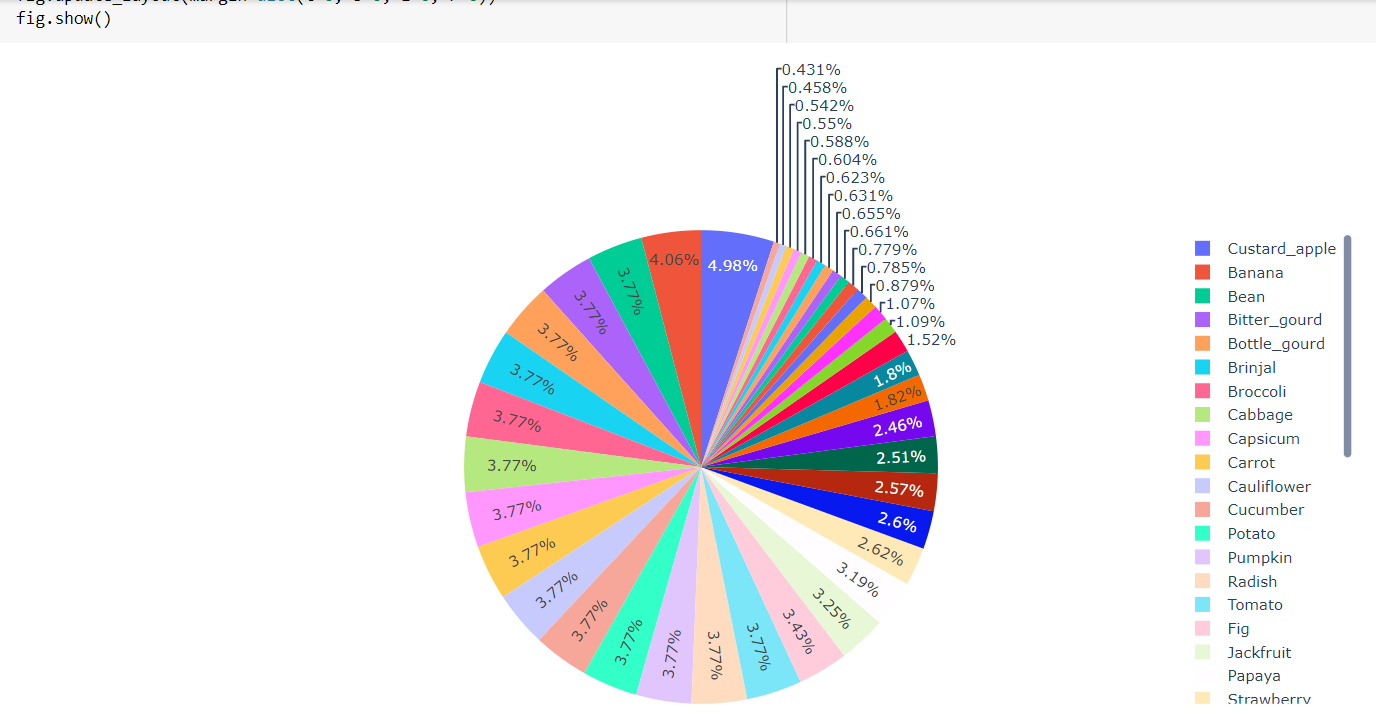 fig.show()
0.431%
0.458%
0.542%
0.55%
0.588%
0.604%
0.623%
0.631%
0.655%
0.661%
0.779%
0.785%
0.879%
1.07%
1.09%
1.52%
1.8%
1.82%
2.46%
2.51%
2.57%
2.6%
2.62%
3.19%
3.25%
3.43%
3.77%
3.77%
3.77%
3.77%
3.77%
3.77%
3.77%
3.77%
3.77%
3.77%
3.77%
3.77%
3.77%
3.77%
4.06%
4.98%
Custard_apple
Banana
Bean
Bitter_gourd
Bottle_gourd
Brinjal
Broccoli
Cabbage
Capsicum
Carrot
Cauliflower
Cucumber
Potato
Pumpkin
Radish
Tomato
Fig
Jackfruit
Papaya
Strawberry